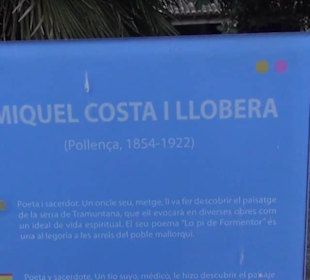 MIQUEL COSTA I LLOBERA
(Pollença, 1854-1922)
Poeta i sacerdot. Un oncle seu, metge, li va fer descobrir el paisatge
de la serra de Tramuntana, que ell evocarà en diverses obres com
un ideal de vida espiritual. El seu poema "Lo pi de Formentor" és
una al·legoria a les arrels del poble mallorquí.
Poeta y sacerdote. Un tío suyo, médico, le hizo descubrir el paisaje